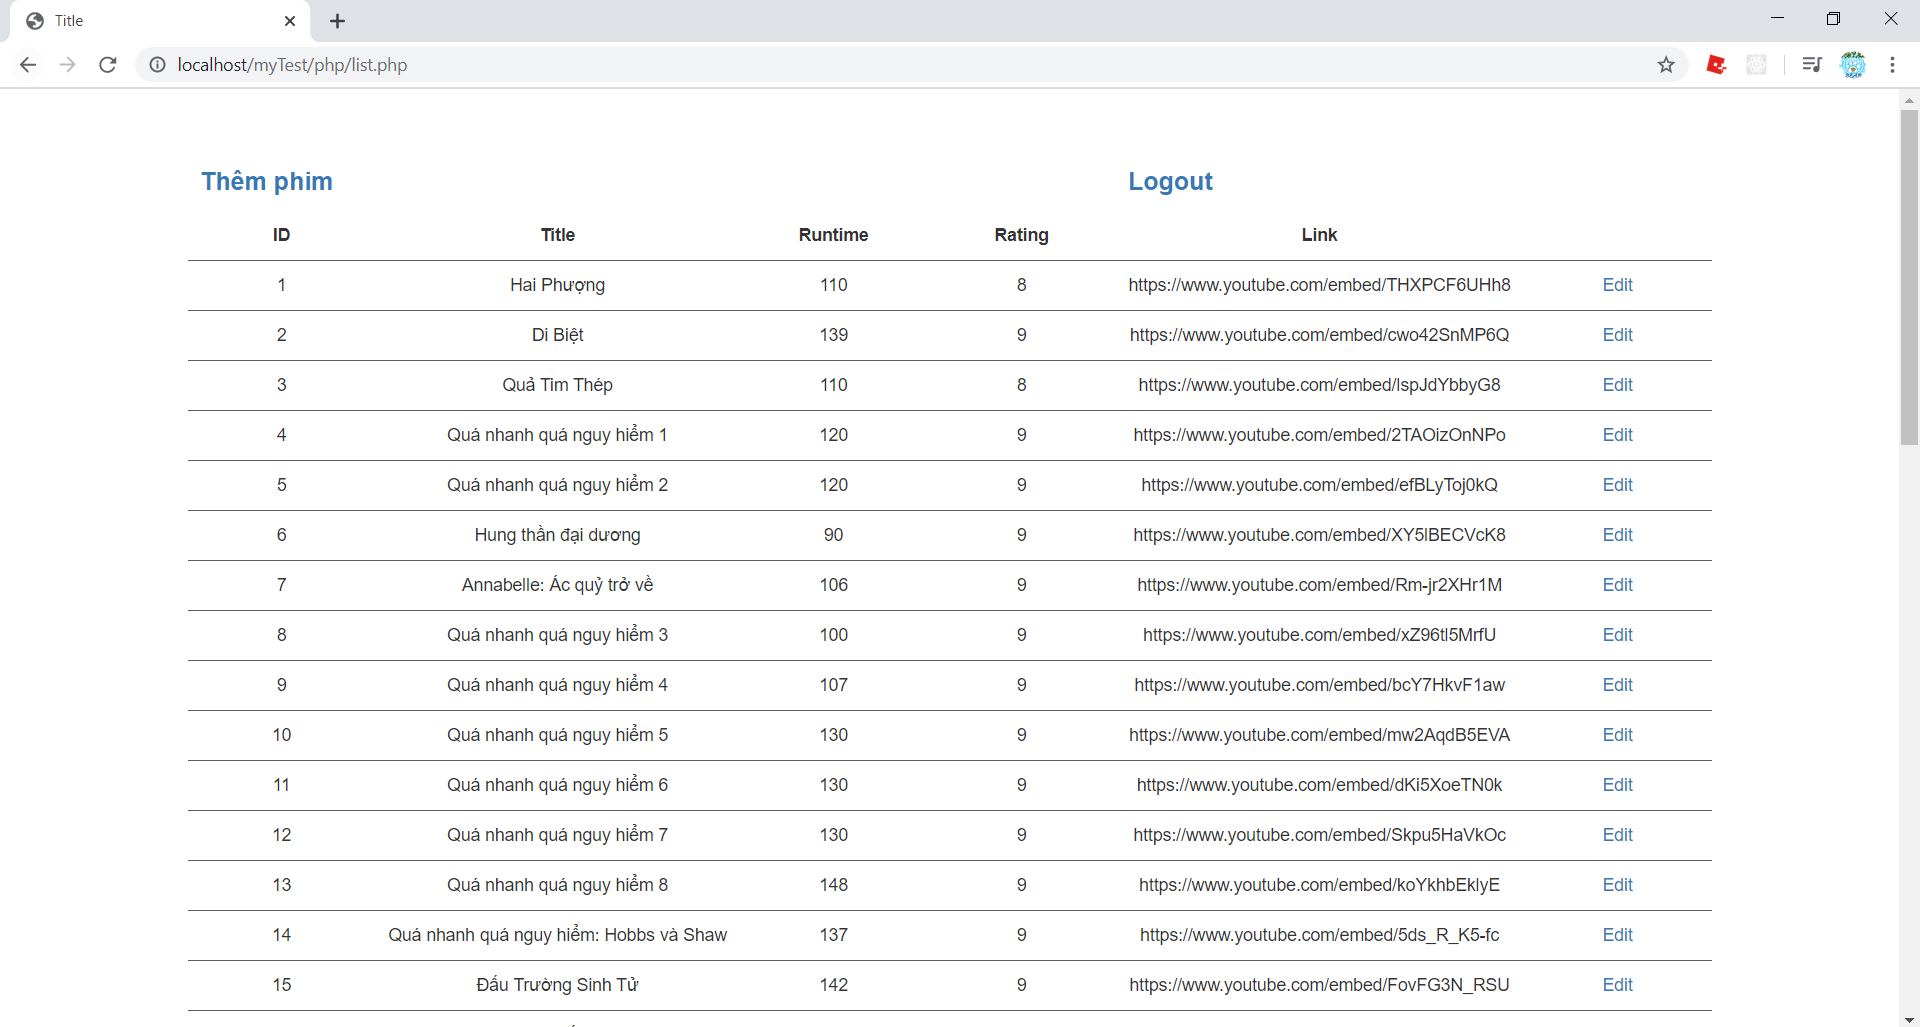 Title
localhost/myTest/php/list.php
Thêm phim Logout
ID Title Runtime Rating Link
1 Hai Phượng 110 8 https://www.youtube.com/embed/THXPCF6UHh8 Edit
2 Di Biệt 139 9 https://www.youtube.com/embed/cwo42SnMP6Q Edit
3 Quả Tim Thép 110 8 https://www.youtube.com/embed/lspJdYbbyG8 Edit
4 Quá nhanh quá nguy hiểm 1 120 9 https://www.youtube.com/embed/2TAOizOnNPo Edit
5 Quá nhanh quá nguy hiểm 2 120 9 https://www.youtube.com/embed/efBLyToj0kQ Edit
6 Hung thần đại dương 90 9 https://www.youtube.com/embed/XY5lBECVcK8 Edit
7 Annabelle: Ác quỷ trở về 106 9 https://www.youtube.com/embed/Rm-jr2XHr1M Edit
8 Quá nhanh quá nguy hiểm 3 100 9 https://www.youtube.com/embed/xZ96tl5MrfU Edit
9 Quá nhanh quá nguy hiểm 4 107 9 https://www.youtube.com/embed/bcY7HkvF1aw Edit
10 Quá nhanh quá nguy hiểm 5 130 9 https://www.youtube.com/embed/mw2AqdB5EVA Edit
11 Quá nhanh quá nguy hiểm 6 130 9 https://www.youtube.com/embed/dKi5XoeTN0k Edit
12 Quá nhanh quá nguy hiểm 7 130 9 https://www.youtube.com/embed/Skpu5HaVkOc Edit
13 Quá nhanh quá nguy hiểm 8 148 9 https://www.youtube.com/embed/koYkhbEklyE Edit
14 Quá nhanh quá nguy hiểm: Hobbs và Shaw 137 9 https://www.youtube.com/embed/5ds_R_K5-fc Edit
15 Đấu Trường Sinh Tử 142 9 https://www.youtube.com/embed/FovFG3N_RSU Edit